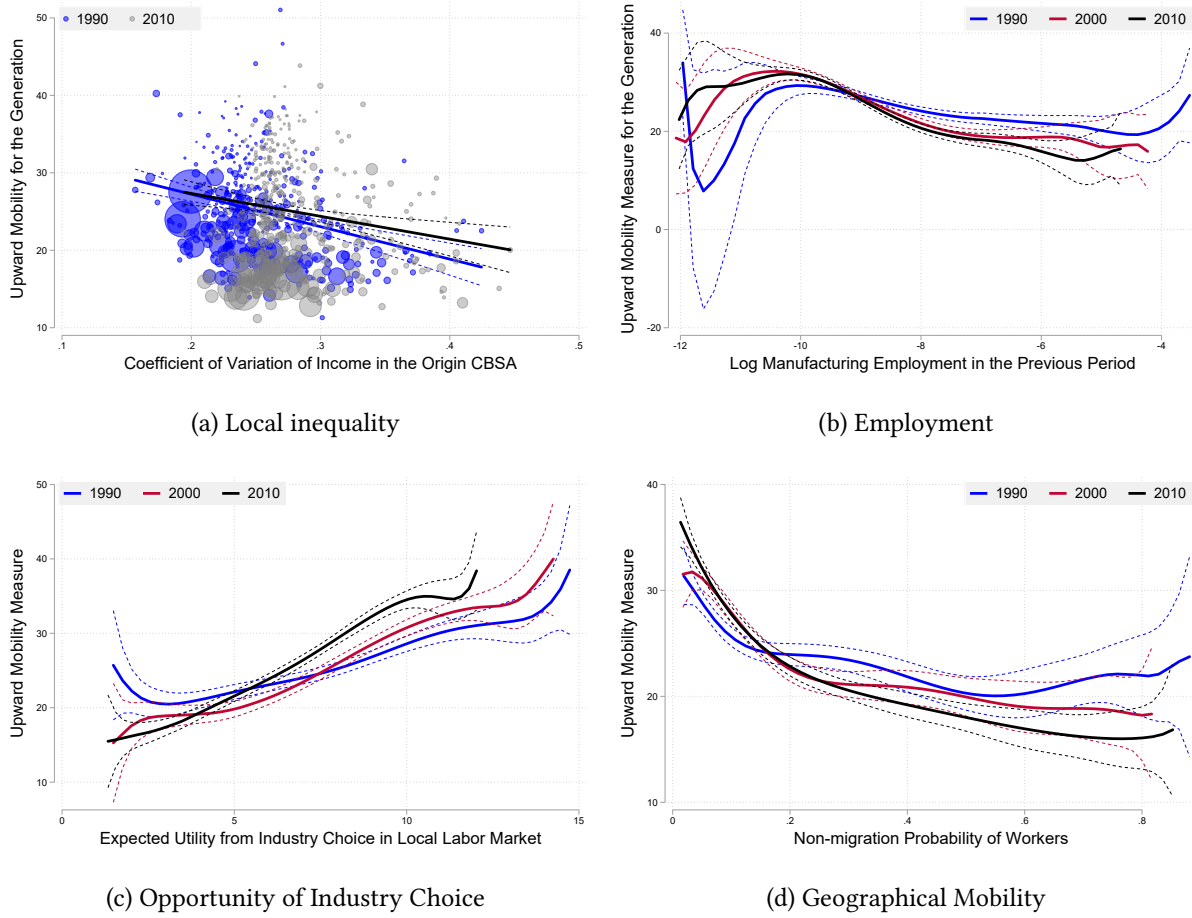 1990 2010
Upward Mobility for the Generation
50
40
30
20
10
.1 .2 .3 .4 .5
Coefficient of Variation of Income in the Origin CBSA
(a) Local inequality
1990 2000 2010
Upward Mobility Measure for the Generation
40
20
0
-20
-12 -10 -8 -6 -4
Log Manufacturing Employment in the Previous Period
(b) Employment
1990 2000 2010
Upward Mobility Measure
50
40
30
20
10
0 5 10 15
Expected Utility from Industry Choice in Local Labor Market
(c) Opportunity of Industry Choice
1990 2000 2010
Upward Mobility Measure
40
30
20
10
0 .2 .4 .6 .8
Non-migration Probability of Workers
(d) Geographical Mobility